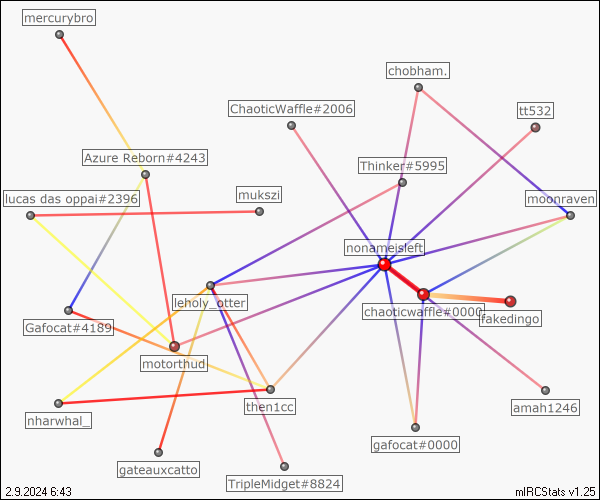 mercurybro
chobham.
ChaoticWaffle#2006
tt532
Azure Reborn#4243
Thinker#5995
lucas das oppai#2396
mukszi
moonraven
nonameisleft
leholy_otter
chaoticwaffle#0000
fakedingo
Gafocat#4189
motorthud
then1cc
amah1246
nharwhal_
gafocat#0000
gateauxcatto
TripleMidget#8824
2.9.2024 6:43
mIRCStats v1.25